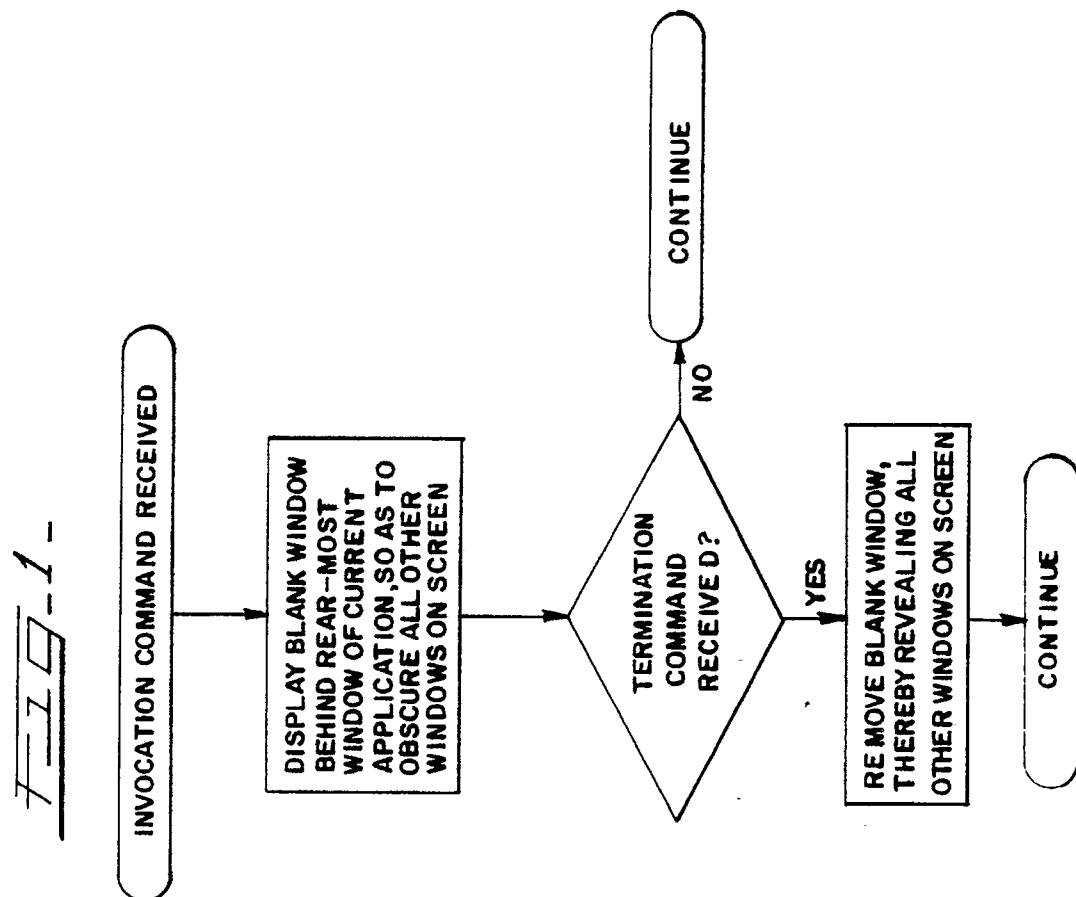 Fig-1-
INVOCATION COMMAND RECEIVED
DISPLAY BLANK WINDOW
BEHIND REAR-MOST
WINDOW OF CURRENT
APPLICATION, SO AS TO
OBSCURE ALL OTHER
WINDOWS ON SCREEN
TERMINATION
COMMAND
RECEIVED?
NO
CONTINUE
YES
REMOVE BLANK WINDOW,
THEREBY REVEALING ALL
OTHER WINDOWS ON SCREEN
CONTINUE